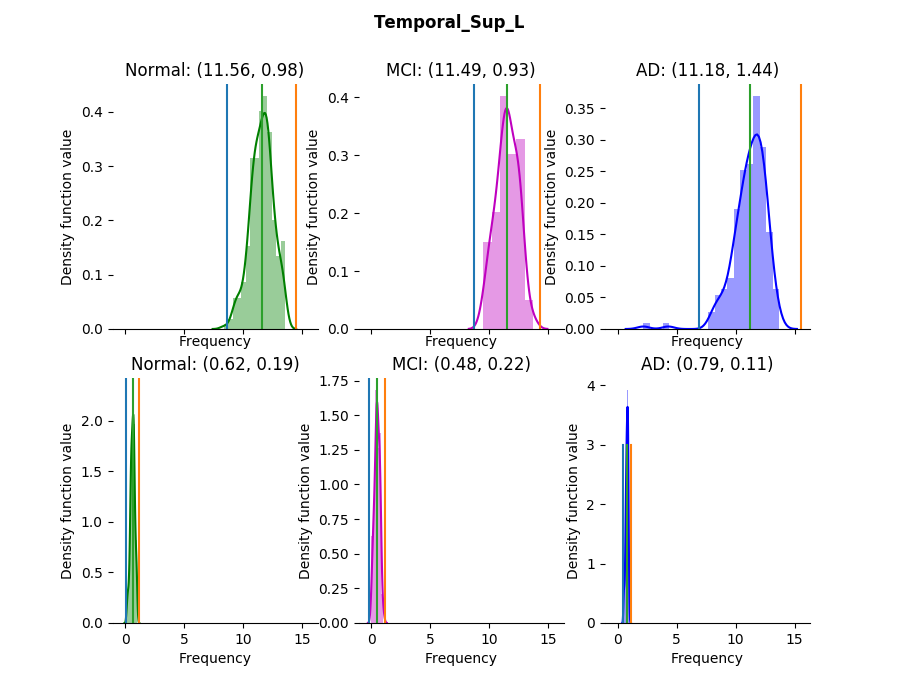 Temporal_Sup_L
Normal: (11.56, 0.98)
MCI: (11.49, 0.93)
AD: (11.18, 1.44)
Density function value
0.4
0.3
0.2
0.1
0.0
Frequency
Density function value
0.4
0.3
0.2
0.1
0.0
Frequency
Density function value
0.35
0.30
0.25
0.20
0.15
0.10
0.05
0.00
Frequency
Normal: (0.62, 0.19)
MCI: (0.48, 0.22)
AD: (0.79, 0.11)
Density function value
2.0
1.5
1.0
0.5
0.0
0 5 10 15
Frequency
Density function value
1.75
1.50
1.25
1.00
0.75
0.50
0.25
0.00
0 5 10 15
Frequency
Density function value
4
3
2
1
0
0 5 10 15
Frequency